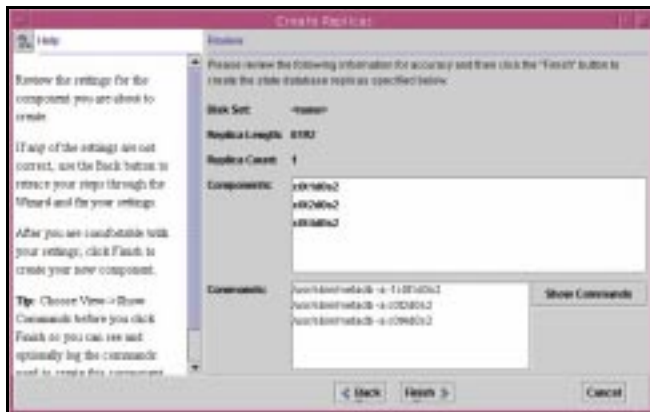 Create Replicas
Help
Review the settings for the
component you are about to
create.
If any of the settings are not
correct, use the Back button to
retrace your steps through the
Wizard and fix your settings.
After you are comfortable with
your settings, click Finish to
create your new component.
Tip: Choose View->Show
Commands before you click
Finish so you can see and
optionally log the commands
used to create this component.
Review
Please review the following information for accuracy and then click the "Finish" button to
create the state database replicas specified below.
Disk Set: <none>
Replica Length: 8192
Replica Count: 1
Components:
Commands:
Show Commands
< Back
Finish >
Cancel